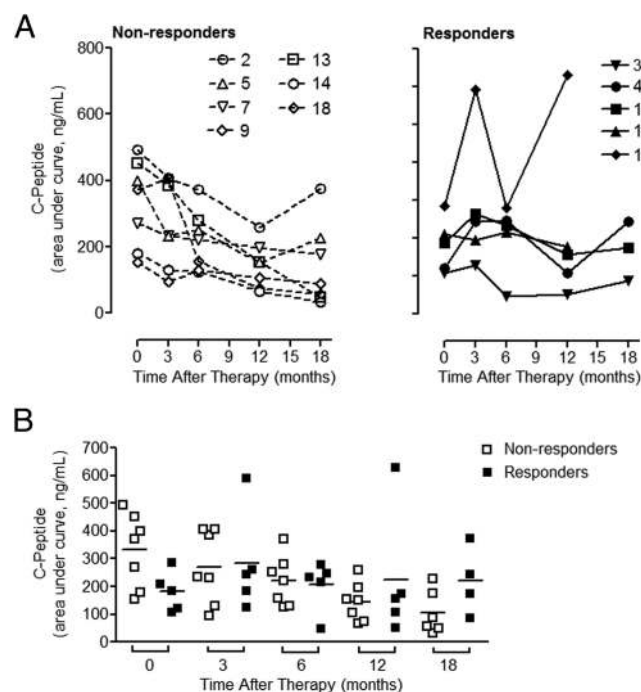 A
Non-responders
Responders
C-Peptide
(area under curve, ng/mL)
800
600
400
200
0
2
5
7
9
13
14
18
3
4
1
1
1
0 3 6 9 12 15 18
0 3 6 9 12 15 18
Time After Therapy (months)
Time After Therapy (months)
B
C-Peptide
(area under curve, ng/mL)
700
600
500
400
300
200
100
0
Non-responders
Responders
0 3 6 12 18
Time After Therapy (months)